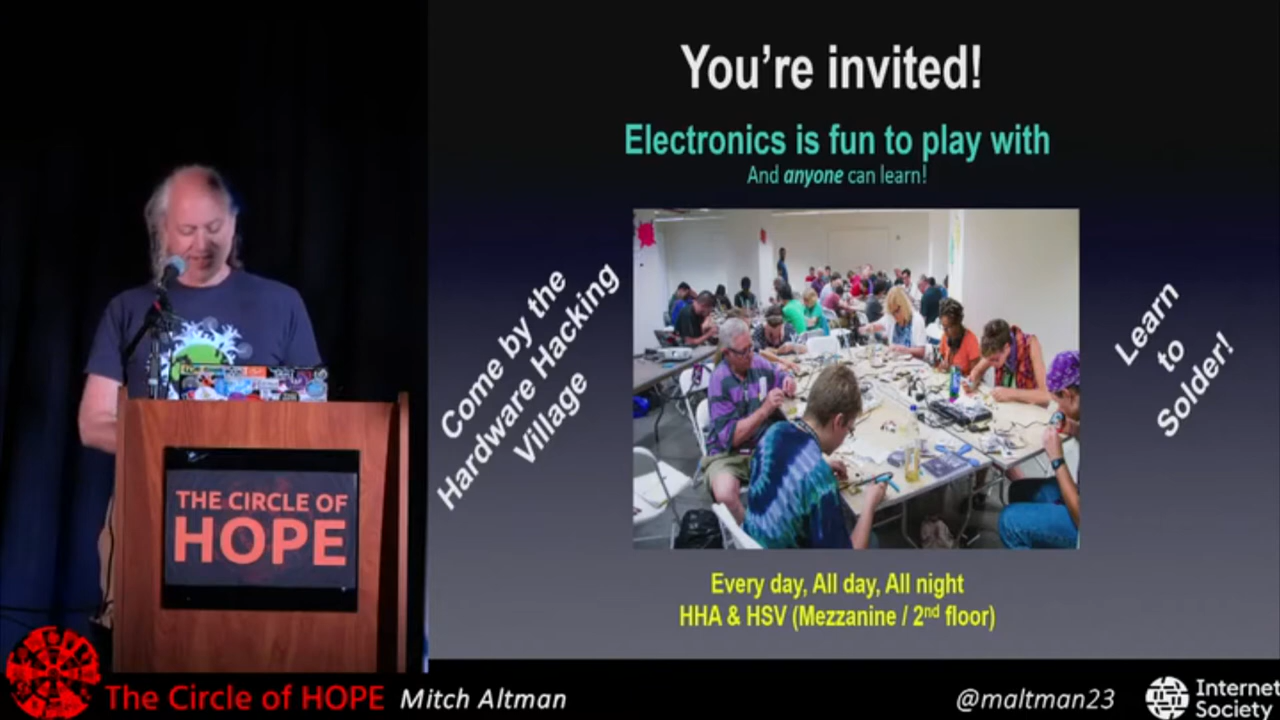 You're invited!
Electronics is fun to play with
And anyone can learn!
Come by the
Hardware Hacking
Village
Learn
to
Solder!
Every day, All day, All night
HHA & HSV (Mezzanine / 2nd floor)
THE CIRCLE OF
HOPE
The Circle of HOPE
Mitch Altman
@maltman23
Internet
Society